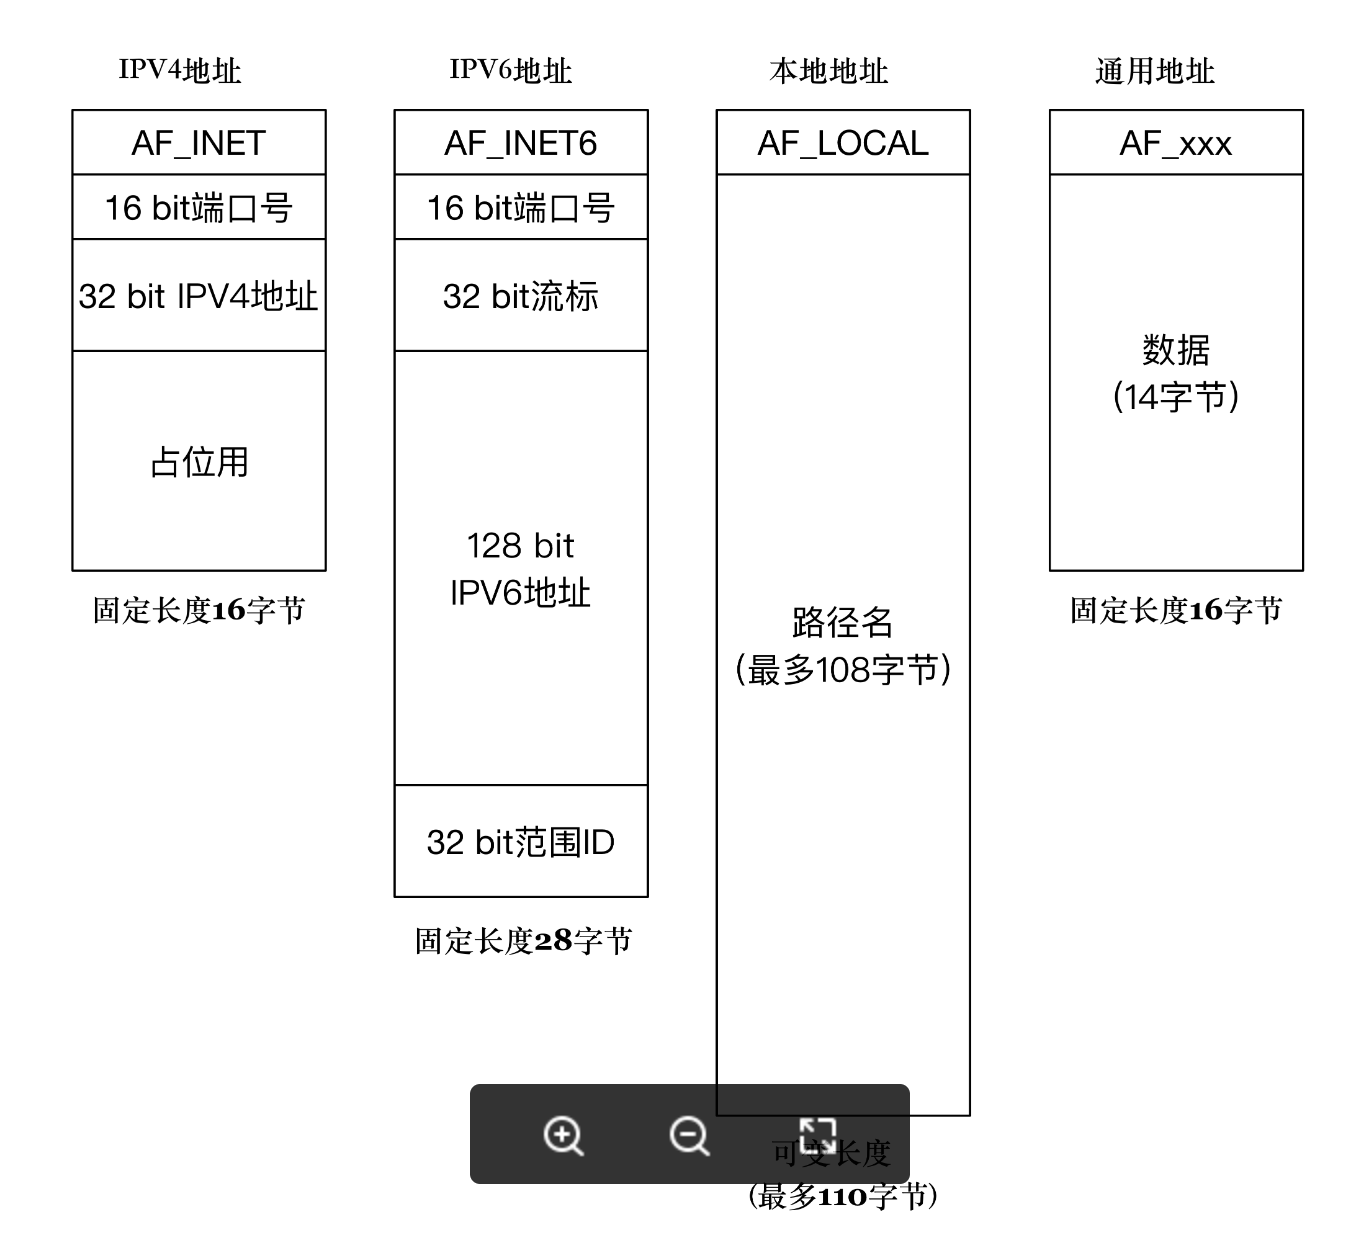 IPV4地址
AF_INET
16 bit端口号
32 bit IPV4地址
占位用
固定长度16字节
IPV6地址
AF_INET6
16 bit端口号
32 bit流标
128 bit
IPV6地址
32 bit范围ID
固定长度28字节
本地地址
AF_LOCAL
路径名
(最多108字节)
可变长度
(最多110字节)
通用地址
AF_xxx
数据
(14字节)
固定长度16字节